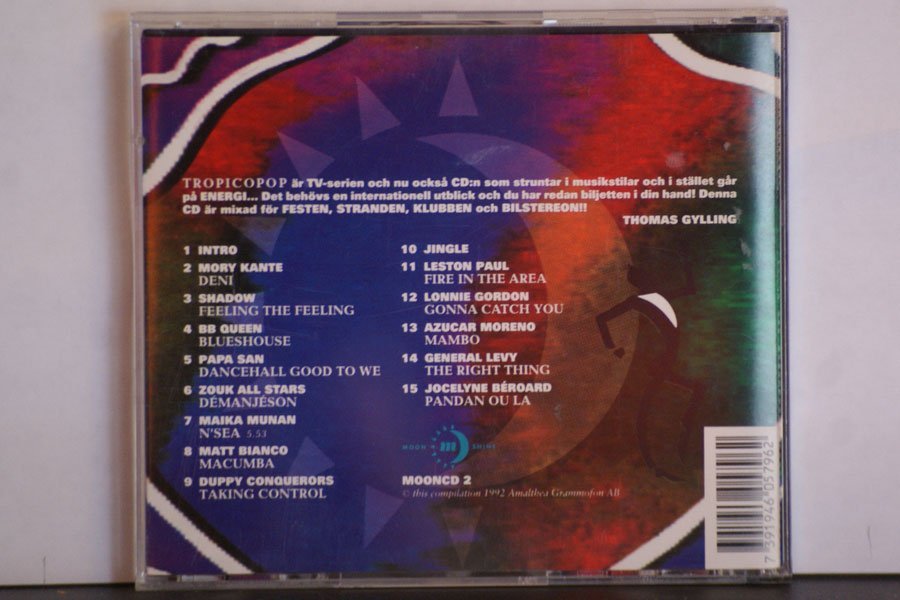 TROPICOPOP är TV-serien och nu också CD:n som struntar i musikstilar och i stället går
på ENERGI... Det behövs en internationell utblick och du har redan biljetten i din hand! Denna
CD är mixad för FESTEN, STRANDEN, KLUBBEN och BILSTEREON!!
THOMAS GYLLING
1 INTRO
2 MORY KANTE
DENI
3 SHADOW
FEELING THE FEELING
4 BB QUEEN
BLUESHOUSE
5 PAPA SAN
DANCEHALL GOOD TO WE
6 ZOUK ALL STARS
DÉMANJÉSON
7 MAIKA MUNAN
N'SEA 5.53
8 MATT BIANCO
MACUMBA
9 DUPPY CONQUERORS
TAKING CONTROL
10 JINGLE
11 LESTON PAUL
FIRE IN THE AREA
12 LONNIE GORDON
GONNA CATCH YOU
13 AZUCAR MORENO
MAMBO
14 GENERAL LEVY
THE RIGHT THING
15 JOCELYNE BÉROARD
PANDAN OU LA
MOON m SHINE
MOONCD 2
© this compilation 1992 Amalthea Grammofon AB
7 391946 057962